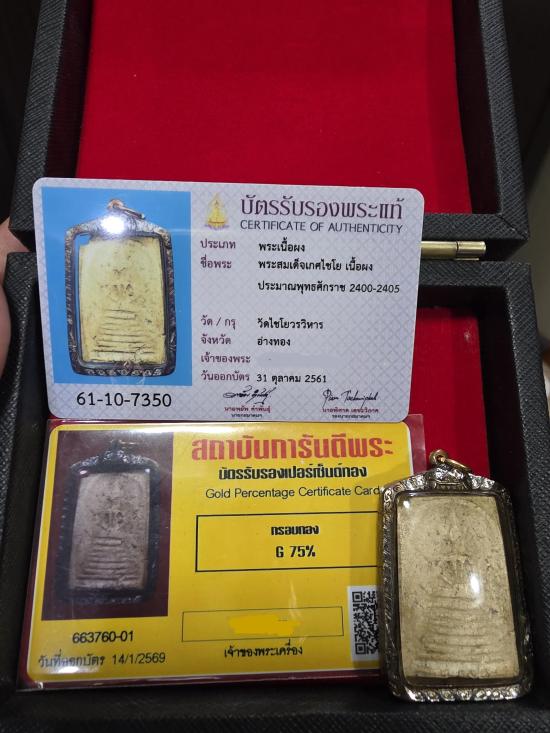 บัตรรับรองพระแท้
CERTIFICATE OF AUTHENTICITY
ประเภท พระเนื้อผง
ชื่อพระ พระสมเด็จเกศไชโย เนื้อผง
ประมาณพุทธศักราช 2400-2405
วัด / กรุ วัดไชโยวรวิหาร
จังหวัด อ่างทอง
เจ้าของพระ
วันออกบัตร 31 ตุลาคม 2561
61-10-7350
นายกสมาคมฯ
สถาบันการันตีพระ
บัตรรับรองเปอร์เซ็นต์ทอง
Gold Percentage Certificate Card
กรอบทอง
G 75%
663760-01
วันที่ออกบัตร 14/1/2569
เจ้าของพระเครื่อง